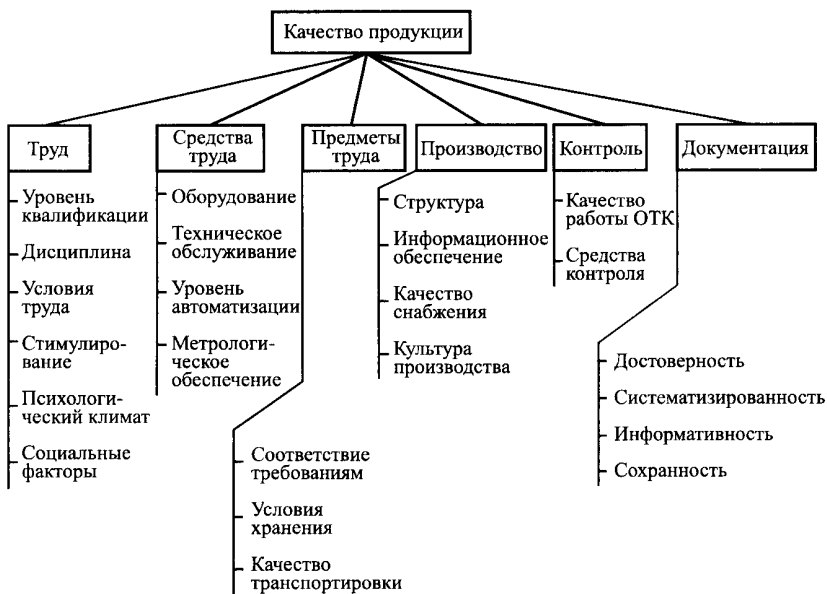 Качество продукции
Труд
Уровень
квалификации
Дисциплина
Условия
труда
Стимулиро-
вание
Психологи-
ческий климат
Социальные
факторы
Средства
труда
Оборудование
Техническое
обслуживание
Уровень
автоматизации
Метрологи-
ческое
обеспечение
Предметы
труда
Соответствие
требованиям
Условия
хранения
Качество
транспортировки
Производство
Структура
Информационное
обеспечение
Качество
снабжения
Культура
производства
Контроль
Качество
работы ОТК
Средства
контроля
Документация
Достоверность
Систематизированность
Информативность
Сохранность